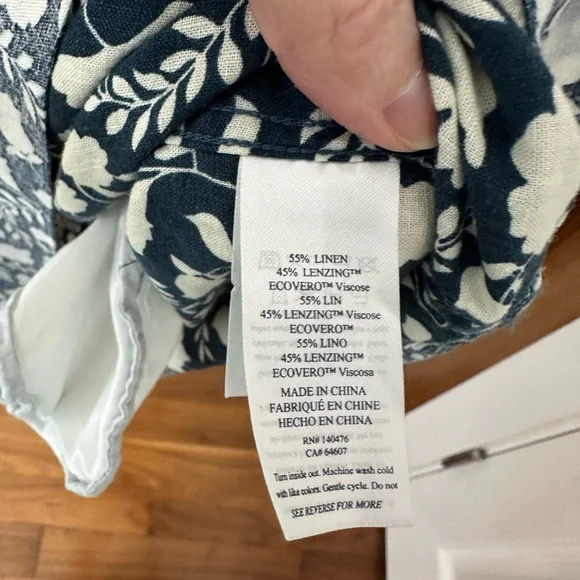 55% LINEN
45% LENZING™
ECOVERO™ Viscose
55% LIN
45% LENZING™ Viscose
ECOVERO™
55% LINO
45% LENZING™
ECOVERO™ Viscosa
MADE IN CHINA
FABRIQUÉ EN CHINE
HECHO EN CHINA
RN# 140476
CA# 64607
Turn inside out. Machine wash cold
with like colors. Gentle cycle. Do not
SEE REVERSE FOR MORE